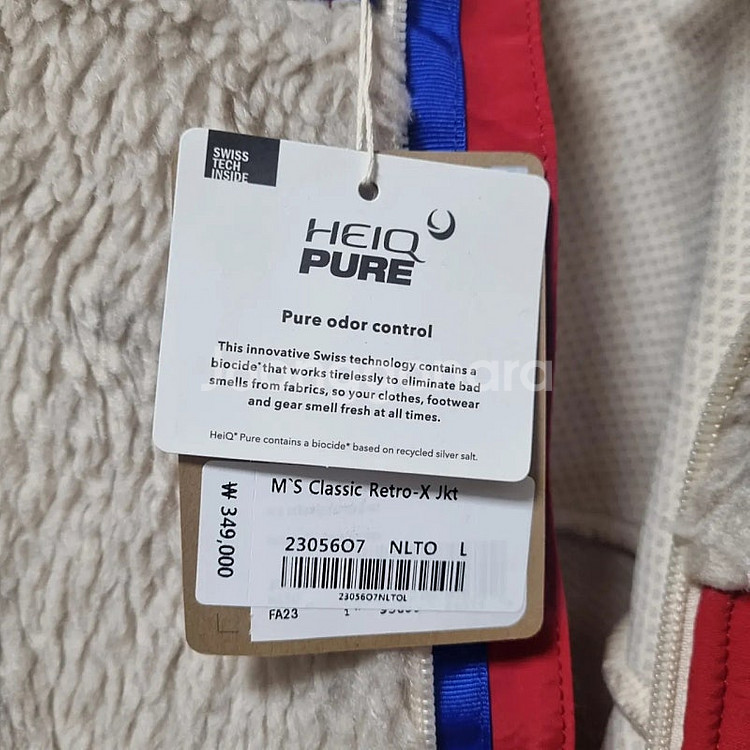 SWISS
TECH
INSIDE
HEIQ
PURE
Pure odor control
This innovative Swiss technology contains a
biocide* that works tirelessly to eliminate bad
smells from fabrics, so your clothes, footwear
and gear smell fresh at all times.
HeiQ® Pure contains a biocide* based on recycled silver salt.
₩ 349,000
M`S Classic Retro-X Jkt
23056O7 NLTO L
23056O7NLTOL
FA23